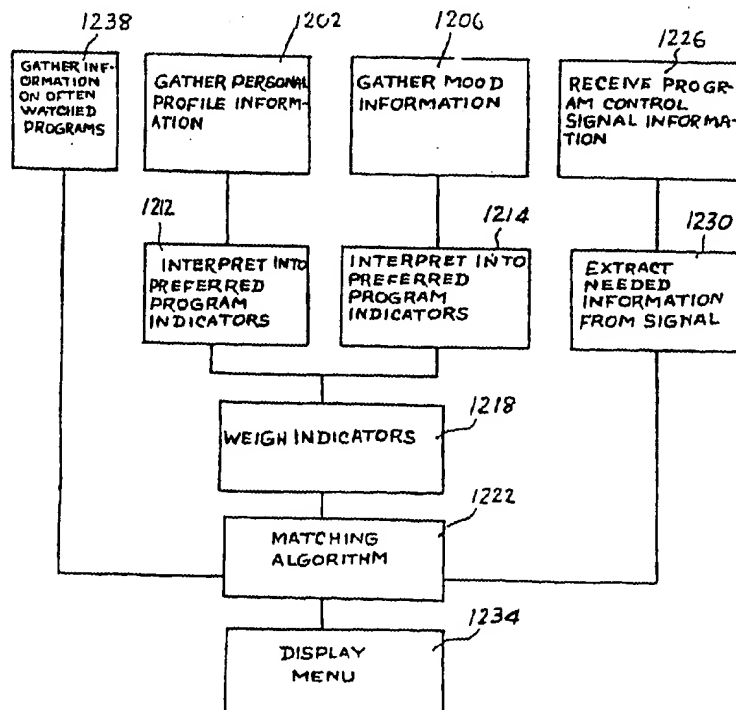 1238
1202
1206
1226
GATHER INF-
ORMATION
ON OFTEN
WATCHED
PROGRAMS
GATHER PERSONAL
PROFILE INFOR-
MATION
GATHER MOOD
INFORMATION
RECEIVE PROGR-
AM CONTROL
SIGNAL INFORMA-
TION
1212
1214
1230
INTERPRET INTO
PREFERRED
PROGRAM
INDICATORS
INTERPRET INTO
PREFERRED
PROGRAM
INDICATORS
EXTRACT
NEEDED
INFORMATION
FROM SIGNAL
1218
WEIGH INDICATORS
1222
MATCHING
ALGORITHM
1234
DISPLAY
MENU